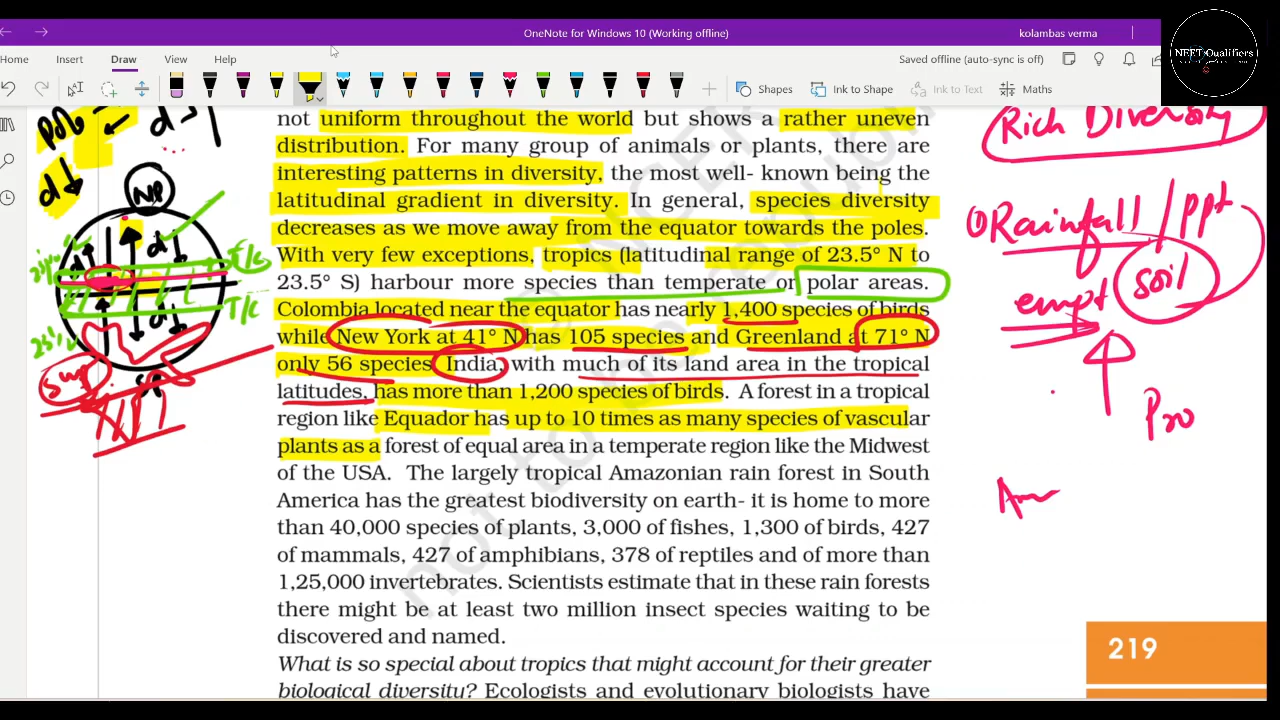 OneNote for Windows 10 (Working offline)
kolambas verma
NEET Qualifiers
Home Insert Draw View Help
Saved offline (auto-sync is off)
Shapes Ink to Shape Ink to Text Maths
not uniform throughout the world but shows a rather uneven
distribution. For many group of animals or plants, there are
interesting patterns in diversity, the most well- known being the
latitudinal gradient in diversity. In general, species diversity
decreases as we move away from the equator towards the poles.
With very few exceptions, tropics (latitudinal range of 23.5° N to
23.5° S) harbour more species than temperate or polar areas.
Colombia located near the equator has nearly 1,400 species of birds
while New York at 41° N has 105 species and Greenland at 71° N
only 56 species. India, with much of its land area in the tropical
latitudes, has more than 1,200 species of birds. A forest in a tropical
region like Equador has up to 10 times as many species of vascular
plants as a forest of equal area in a temperate region like the Midwest
of the USA. The largely tropical Amazonian rain forest in South
America has the greatest biodiversity on earth- it is home to more
than 40,000 species of plants, 3,000 of fishes, 1,300 of birds, 427
of mammals, 427 of amphibians, 378 of reptiles and of more than
1,25,000 invertebrates. Scientists estimate that in these rain forests
there might be at least two million insect species waiting to be
discovered and named.
What is so special about tropics that might account for their greater
biological diversity? Ecologists and evolutionary biologists have
219
Rich Diversity
Rainfall/ppt
soil
Pro
NP
T/C